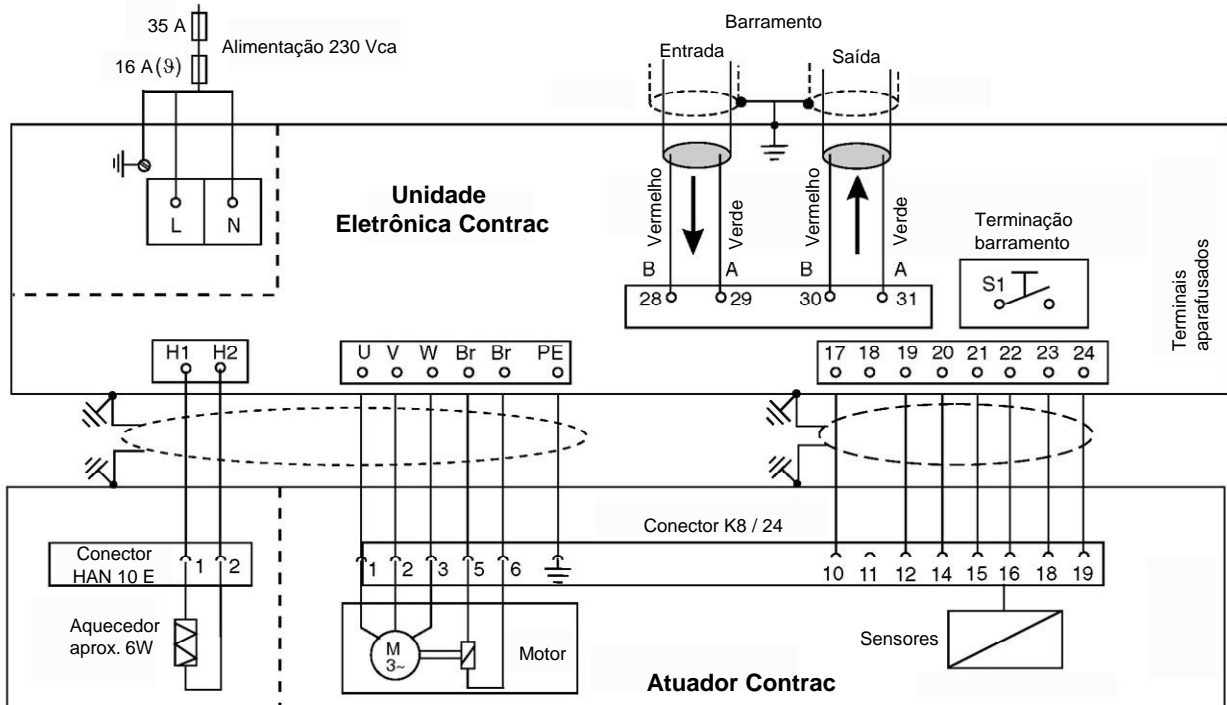 35 A
Alimentação 230 Vca
16 A(ϑ)
Barramento
Entrada
Saída
L
N
Unidade
Eletrônica Contrac
Vermelho
Verde
Vermelho
Verde
B A B A
28 29 30 31
Terminação
barramento
S1
Terminais
aparafusados
H1 H2
U V W Br Br PE
17 18 19 20 21 22 23 24
Conector K8 / 24
Conector
HAN 10 E
1 2
1 2 3 5 6
10 11 12 14 15 16 18 19
Aquecedor
aprox. 6W
M
3~
Motor
Sensores
Atuador Contrac